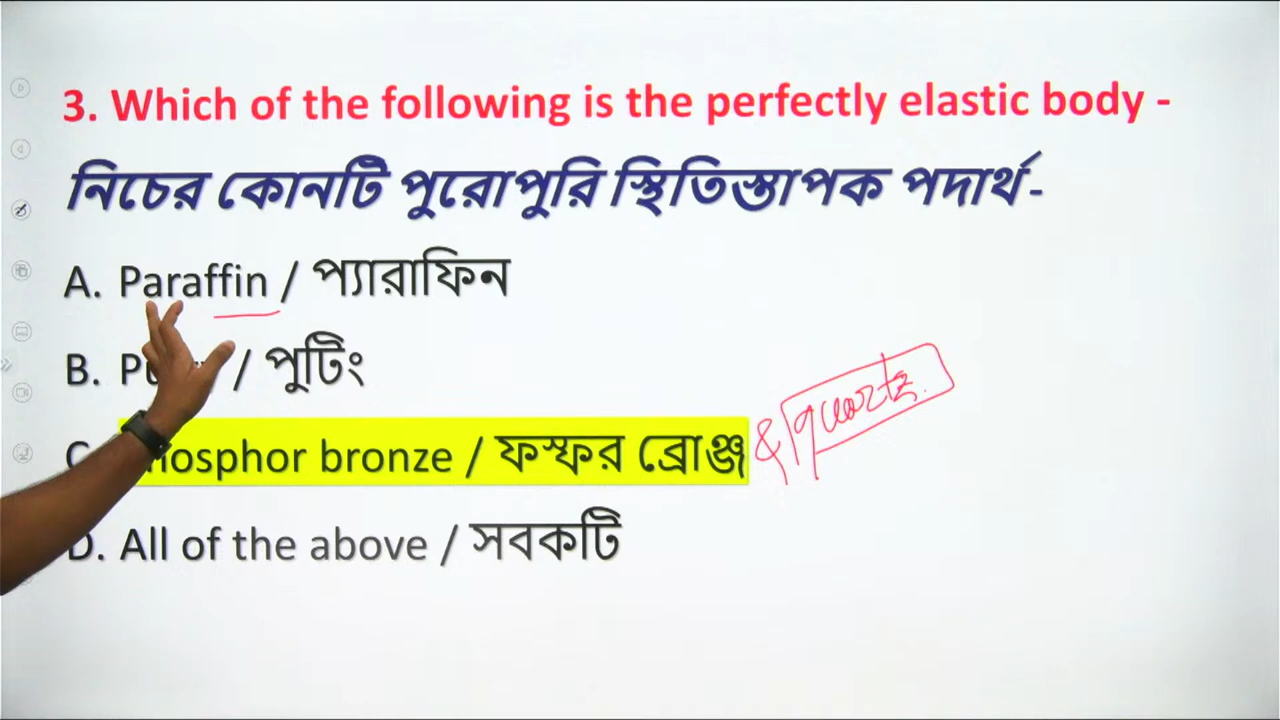 3. Which of the following is the perfectly elastic body -
নিচের কোনটি পুরোপুরি স্থিতিস্তাপক পদার্থ-
A. Paraffin / প্যারাফিন
B. / পুটিং
C. Phosphor bronze / ফস্ফর ব্রোঞ্জ & quartz.
D. All of the above / সবকটি